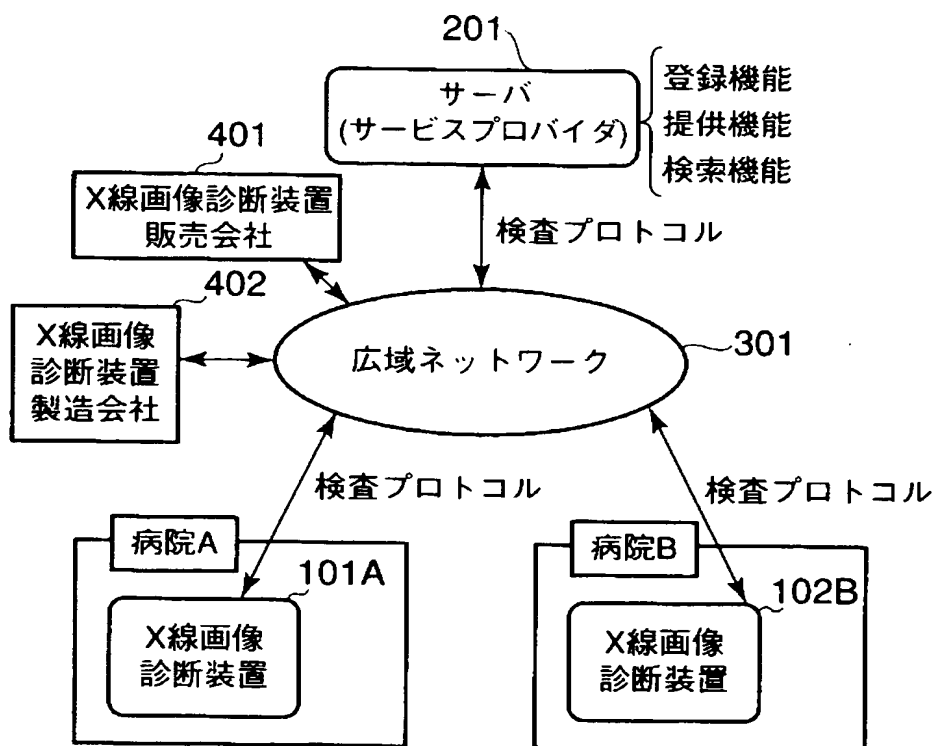 201
サーバ
(サービスプロバイダ)
登録機能
提供機能
検索機能
401
X線画像診断装置
販売会社
検査プロトコル
402
X線画像
診断装置
製造会社
広域ネットワーク
301
検査プロトコル
検査プロトコル
病院A
101A
X線画像
診断装置
病院B
102B
X線画像
診断装置